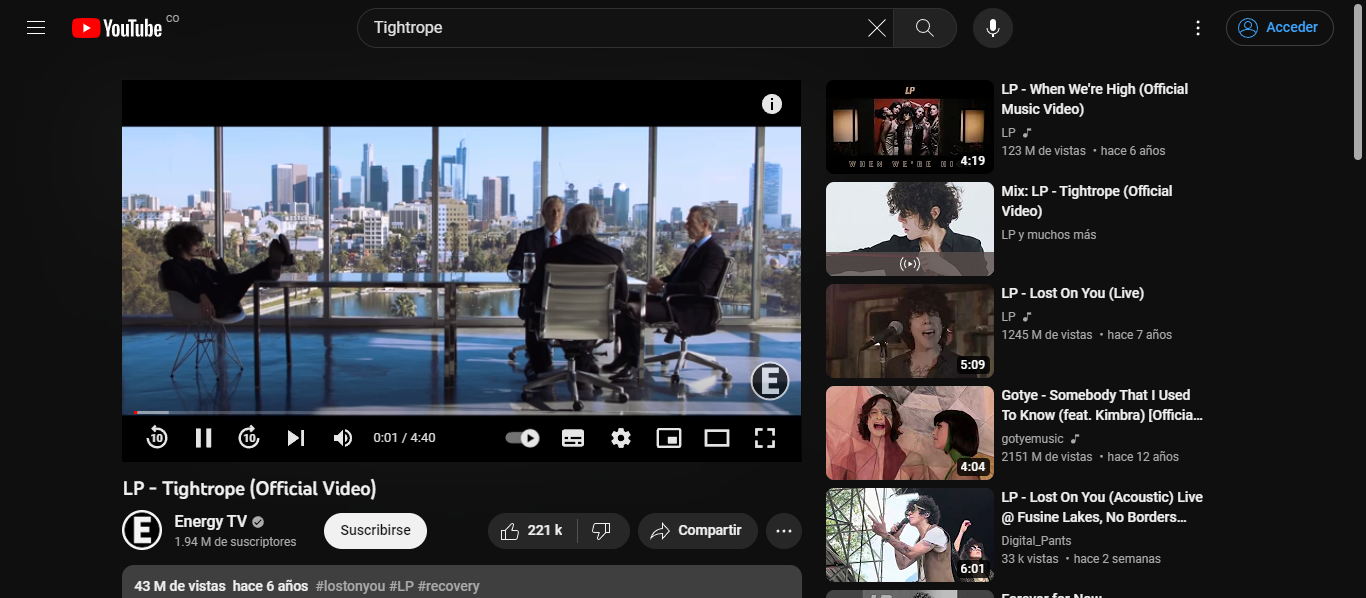 YouTube CO
Tightrope
Acceder
i
E
10
10
0:01 / 4:40
LP - Tightrope (Official Video)
E
Energy TV
1.94 M de suscriptores
Suscribirse
221 k
Compartir
43 M de vistas hace 6 años #lostonyou #LP #recovery
LP
WHEN WE'RE HI
4:19
LP - When We're High (Official
Music Video)
LP
123 M de vistas • hace 6 años
Mix: LP - Tightrope (Official
Video)
LP y muchos más
5:09
LP - Lost On You (Live)
LP
1245 M de vistas • hace 7 años
4:04
Gotye - Somebody That I Used
To Know (feat. Kimbra) [Officia...
gotyemusic
2151 M de vistas • hace 12 años
6:01
LP - Lost On You (Acoustic) Live
@ Fusine Lakes, No Borders...
Digital_Pants
33 k vistas • hace 2 semanas
Forever for Now